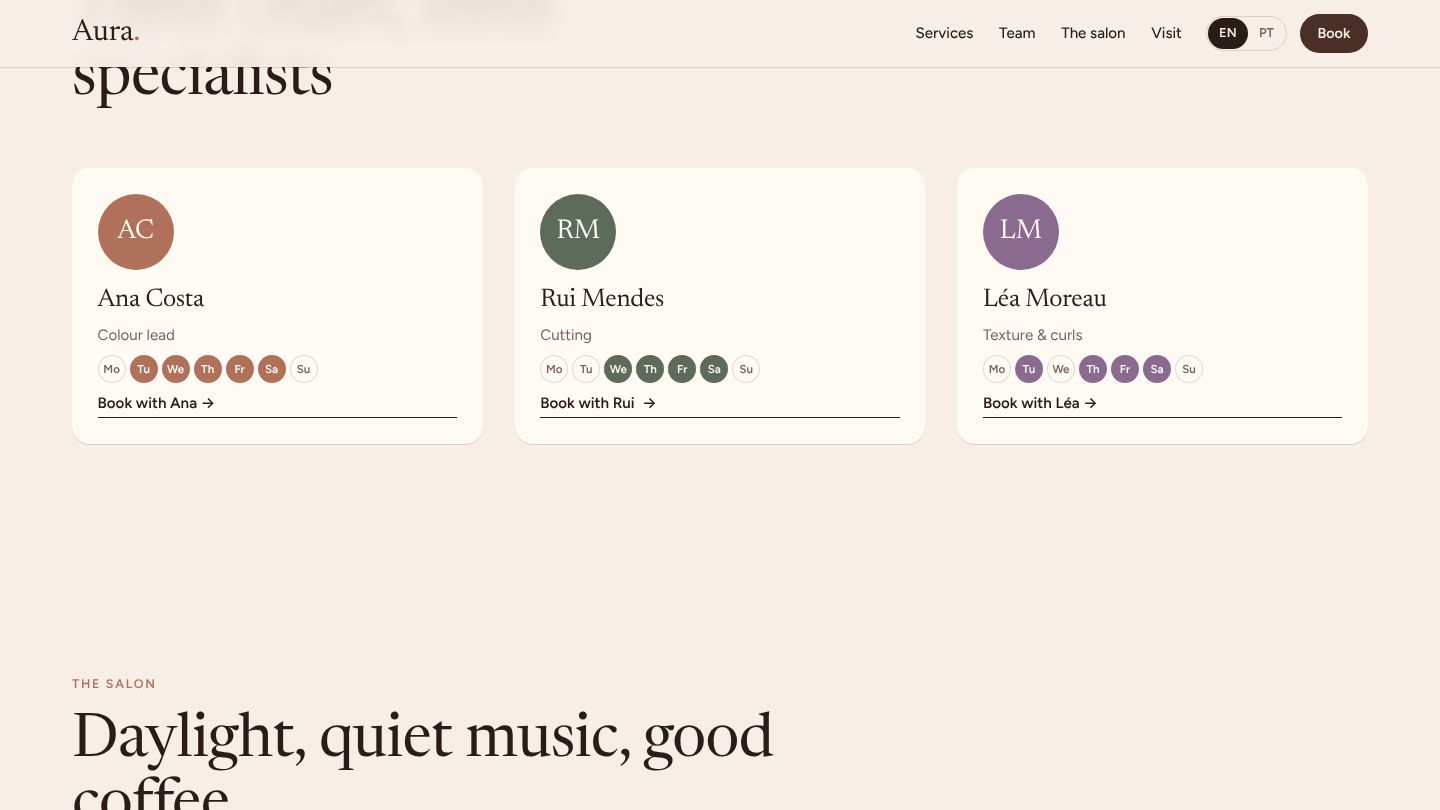 Aura.
Services Team The salon Visit EN PT Book
specialists
AC
Ana Costa
Colour lead
Mo Tu We Th Fr Sa Su
Book with Ana →
RM
Rui Mendes
Cutting
Mo Tu We Th Fr Sa Su
Book with Rui →
LM
Léa Moreau
Texture & curls
Mo Tu We Th Fr Sa Su
Book with Léa →
THE SALON
Daylight, quiet music, good
coffee